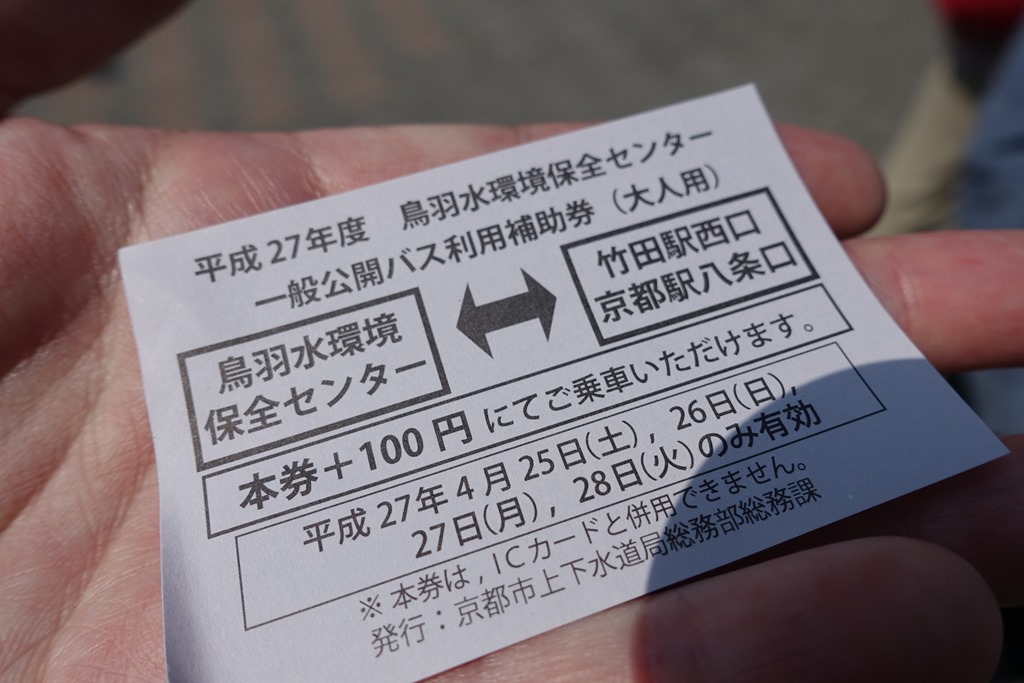 平成27年度 鳥羽水環境保全センター
一般公開バス利用補助券（大人用）
鳥羽水環境
保全センター
竹田駅西口
京都駅八条口
本券＋100円にてご乗車いただけます。
平成27年4月25日(土)，26日(日)，
27日(月)，28日(火)のみ有効
※本券は，ICカードと併用できません。
発行：京都市上下水道局総務部総務課